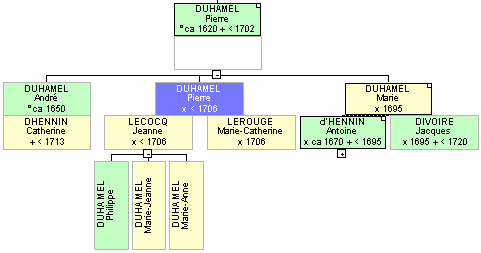 DUHAMEL
Pierre
° ca 1620 + < 1702
DUHAMEL
André
° ca 1650
DHENNIN
Catherine
+ < 1713
DUHAMEL
Pierre
x < 1706
LECOCQ
Jeanne
x < 1706
LEROUGE
Marie-Catherine
x 1706
DUHAMEL
Marie
x 1695
d'HENNIN
Antoine
x ca 1670 + < 1695
DIVOIRE
Jacques
x 1695 + < 1720
DUHAMEL
Philippe
DUHAMEL
Marie-Jeanne
DUHAMEL
Marie-Anne